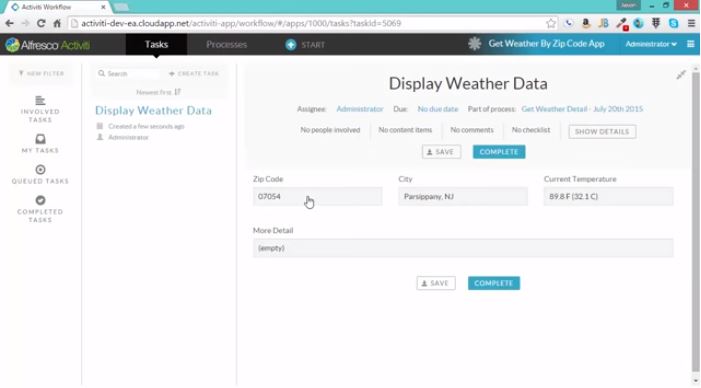 Activiti Workflow
Jason
activiti-dev-ea.cloudapp.net/activiti-app/workflow/#/apps/1000/tasks?taskId=5069
Alfresco Activiti
Tasks
Processes
START
Get Weather By Zip Code App
Administrator
NEW FILTER
INVOLVED
TASKS
MY TASKS
QUEUED TASKS
COMPLETED
TASKS
Search
+ CREATE TASK
Newest first
Display Weather Data
Created a few seconds ago
Administrator
Display Weather Data
Assignee: Administrator Due: No due date Part of process: Get Weather Detail - July 20th 2015
No people involved No content items No comments No checklist SHOW DETAILS
SAVE COMPLETE
Zip Code City Current Temperature
07054 Parsippany, NJ 89.8 F (32.1 C)
More Detail
(empty)
SAVE COMPLETE